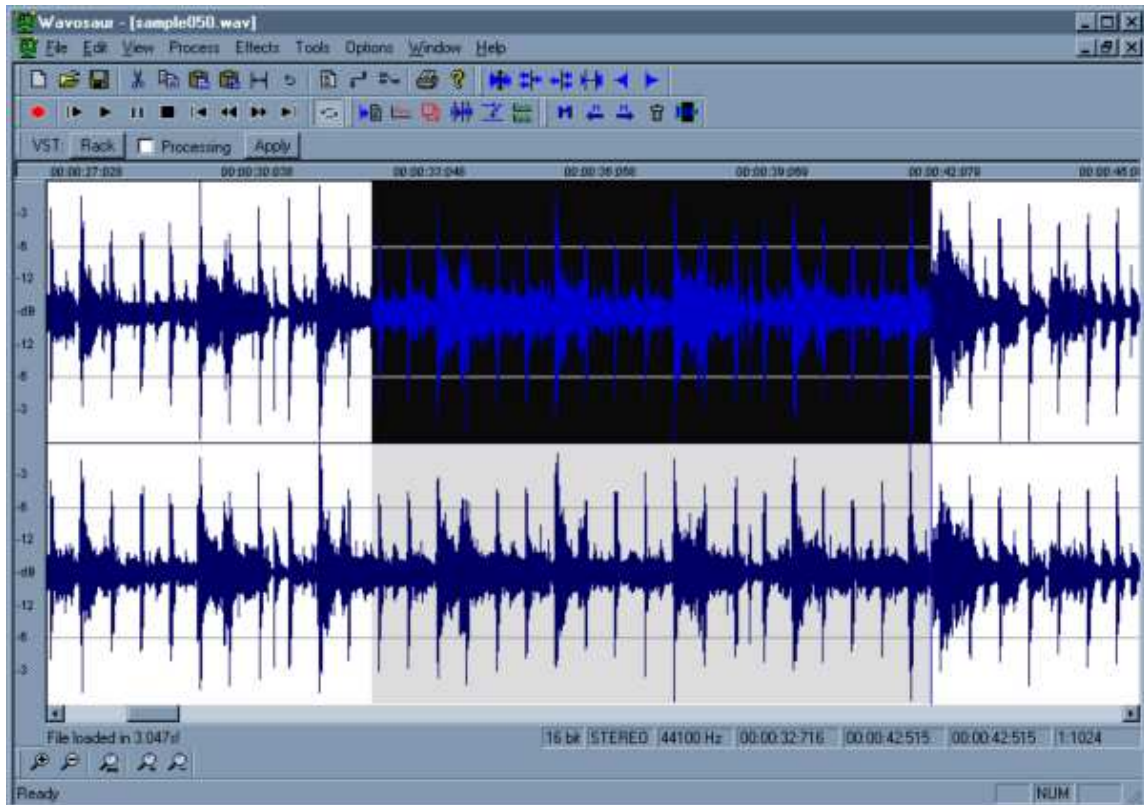 Wavosaur - [sample050.wav]
File Edit View Process Effects Tools Options Window Help
VST: Rack Processing Apply
00:00:27:028 00:00:30:038 00:00:33:048 00:00:36:058 00:00:39:069 00:00:42:079
-3
-6
-12
-dB
-12
-6
-3
-3
-6
-12
-dB
-12
-6
-3
File loaded in 3.047s! 16 bit STEREO 44100 Hz 00:00:32:716 00:00:42:515 00:00:42:515 1:1024
Ready NUM